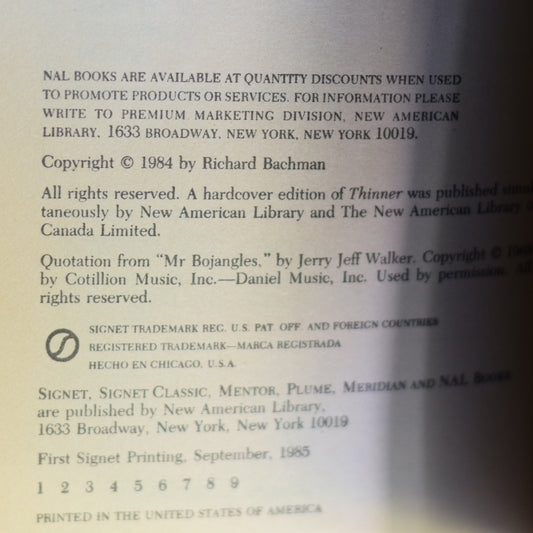 NAL BOOKS ARE AVAILABLE AT QUANTITY DISCOUNTS WHEN USED
TO PROMOTE PRODUCTS OR SERVICES. FOR INFORMATION PLEASE
WRITE TO PREMIUM MARKETING DIVISION, NEW AMERICAN
LIBRARY, 1633 BROADWAY, NEW YORK, NEW YORK 10019.
Copyright © 1984 by Richard Bachman
All rights reserved. A hardcover edition of Thinner was published
taneously by New American Library and The New American Library
Canada Limited.
Quotation from "Mr Bojangles," by Jerry Jeff Walker. Copyright ©
by Cotillion Music, Inc.—Daniel Music, Inc. Used by permission. All
rights reserved.
SIGNET TRADEMARK REG. U.S. PAT. OFF. AND FOREIGN COUNTRIES
REGISTERED TRADEMARK—MARCA REGISTRADA
HECHO EN CHICAGO, U.S.A.
SIGNET, SIGNET CLASSIC, MENTOR, PLUME, MERIDIAN AND NAL BOOKS
are published by New American Library,
1633 Broadway, New York, New York 10019
First Signet Printing, September, 1985
1 2 3 4 5 6 7 8 9
PRINTED IN THE UNITED STATES OF AMERICA